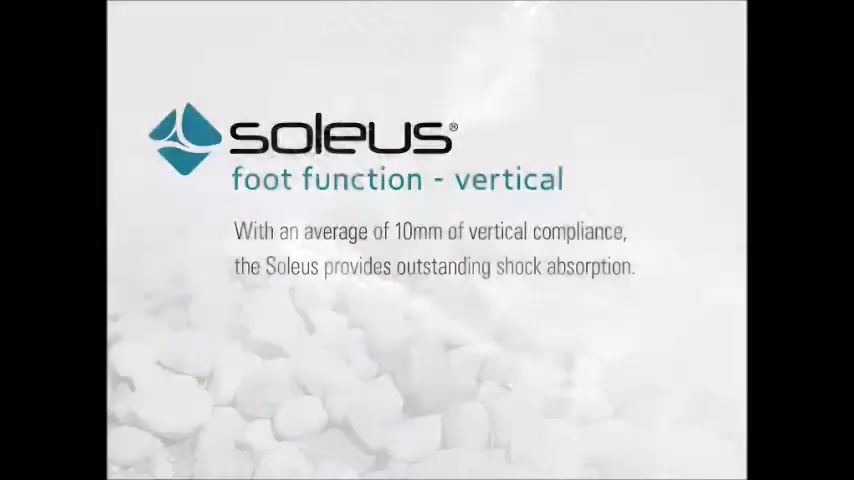 soleus®
foot function - vertical
With an average of 10mm of vertical compliance,
the Soleus provides outstanding shock absorption.